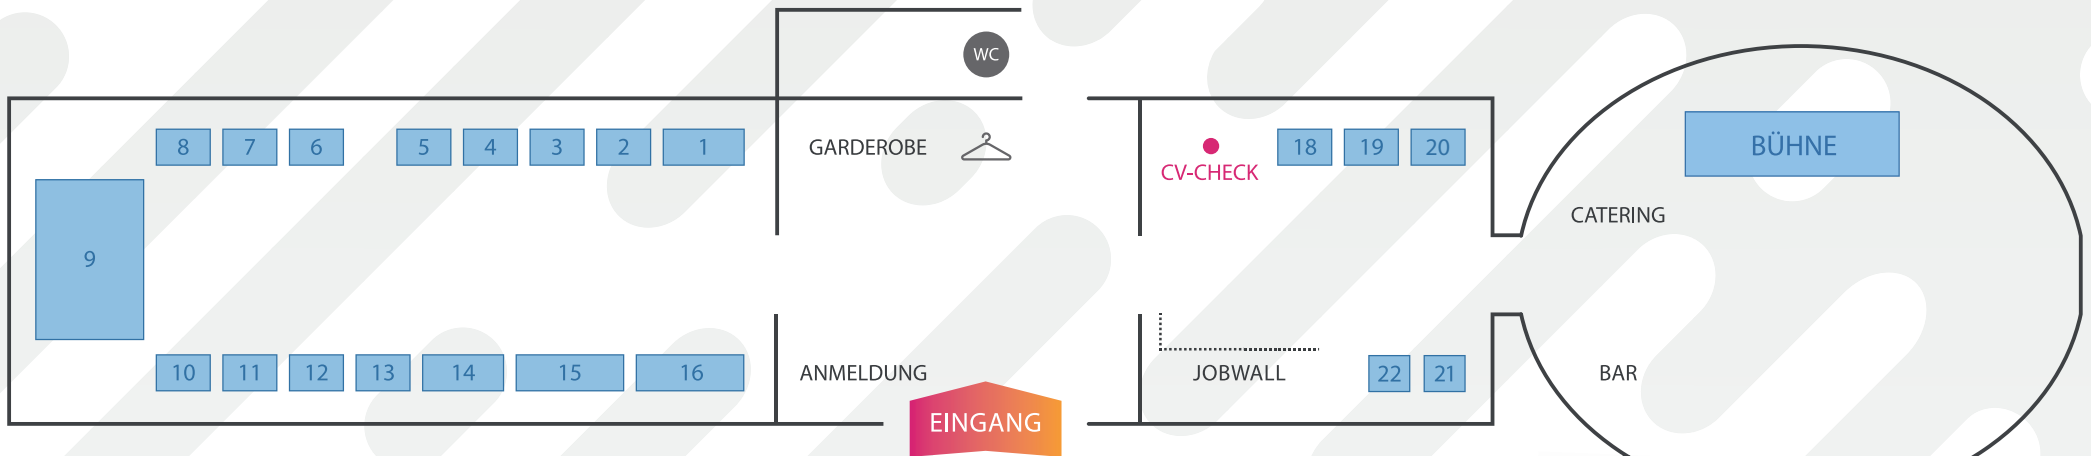 WC
8 7 6 5 4 3 2 1
GARDEROBE
CV-CHECK
18 19 20
BÜHNE
CATERING
9
10 11 12 13 14 15 16
ANMELDUNG
EINGANG
JOBWALL
22 21
BAR